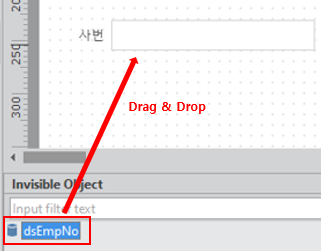 사번
250
300
Drag & Drop
Invisible Object
Input filter text
dsEmpNo